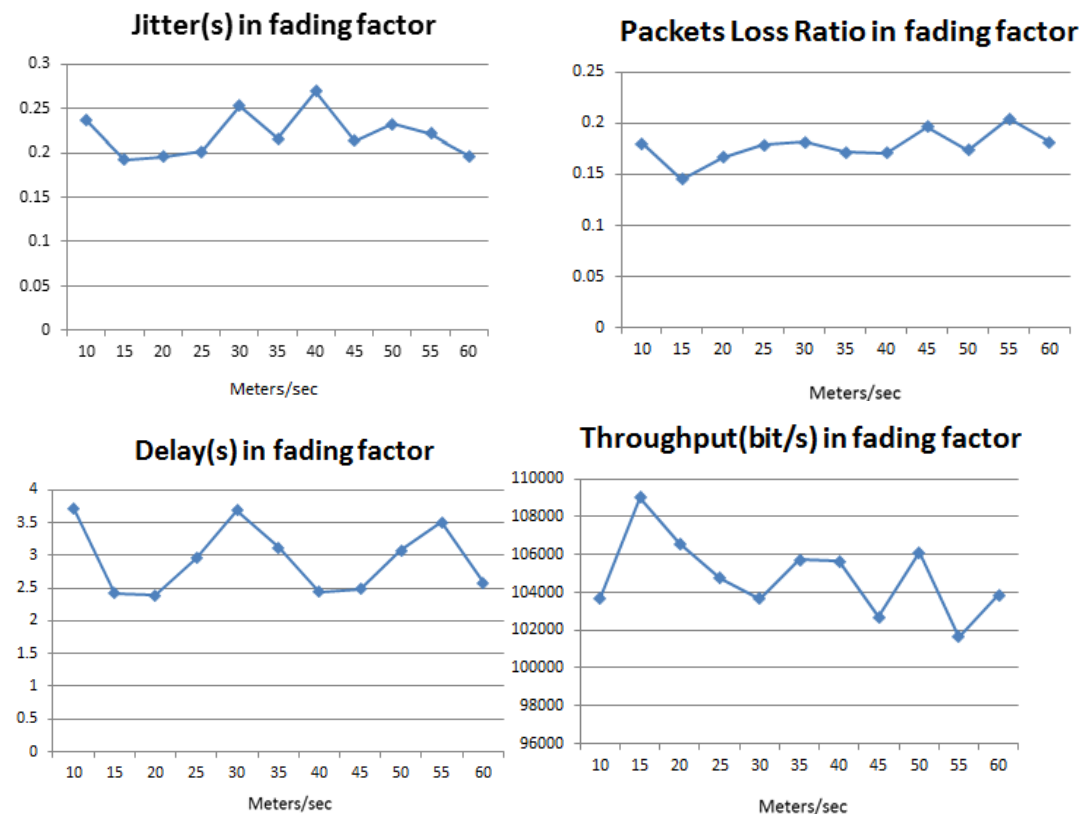 Jitter(s) in fading factor
0.3
0.25
0.2
0.15
0.1
0.05
0
10 15 20 25 30 35 40 45 50 55 60
Meters/sec
Packets Loss Ratio in fading factor
0.25
0.2
0.15
0.1
0.05
0
10 15 20 25 30 35 40 45 50 55 60
Meters/sec
Delay(s) in fading factor
4
3.5
3
2.5
2
1.5
1
0.5
0
10 15 20 25 30 35 40 45 50 55 60
Meters/sec
Throughput(bit/s) in fading factor
110000
108000
106000
104000
102000
100000
98000
96000
10 15 20 25 30 35 40 45 50 55 60
Meters/sec